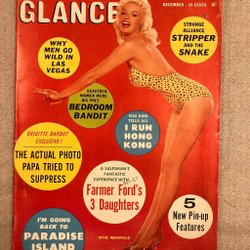 GLANCE
DECEMBER · 35 CENTS
WHY
MEN GO
WILD IN
LAS
VEGAS
STRANGE
ALLIANCE
STRIPPER
AND THE
SNAKE
BEAUTIFUL
WOMEN WERE
HIS PREY
BEDROOM
BANDIT
VICE KING
TELLS ALL
I RUN
HONG
KONG
BRIGITTE BARDOT
EXCLUSIVE!
THE ACTUAL PHOTO
PAPA TRIED TO
SUPPRESS
A SALESMAN'S
FANTASTIC
EXPERIENCE WITH
Farmer Ford's
3 Daughters
5
New Pin-up
Features
I'M GOING
BACK TO
PARADISE
ISLAND